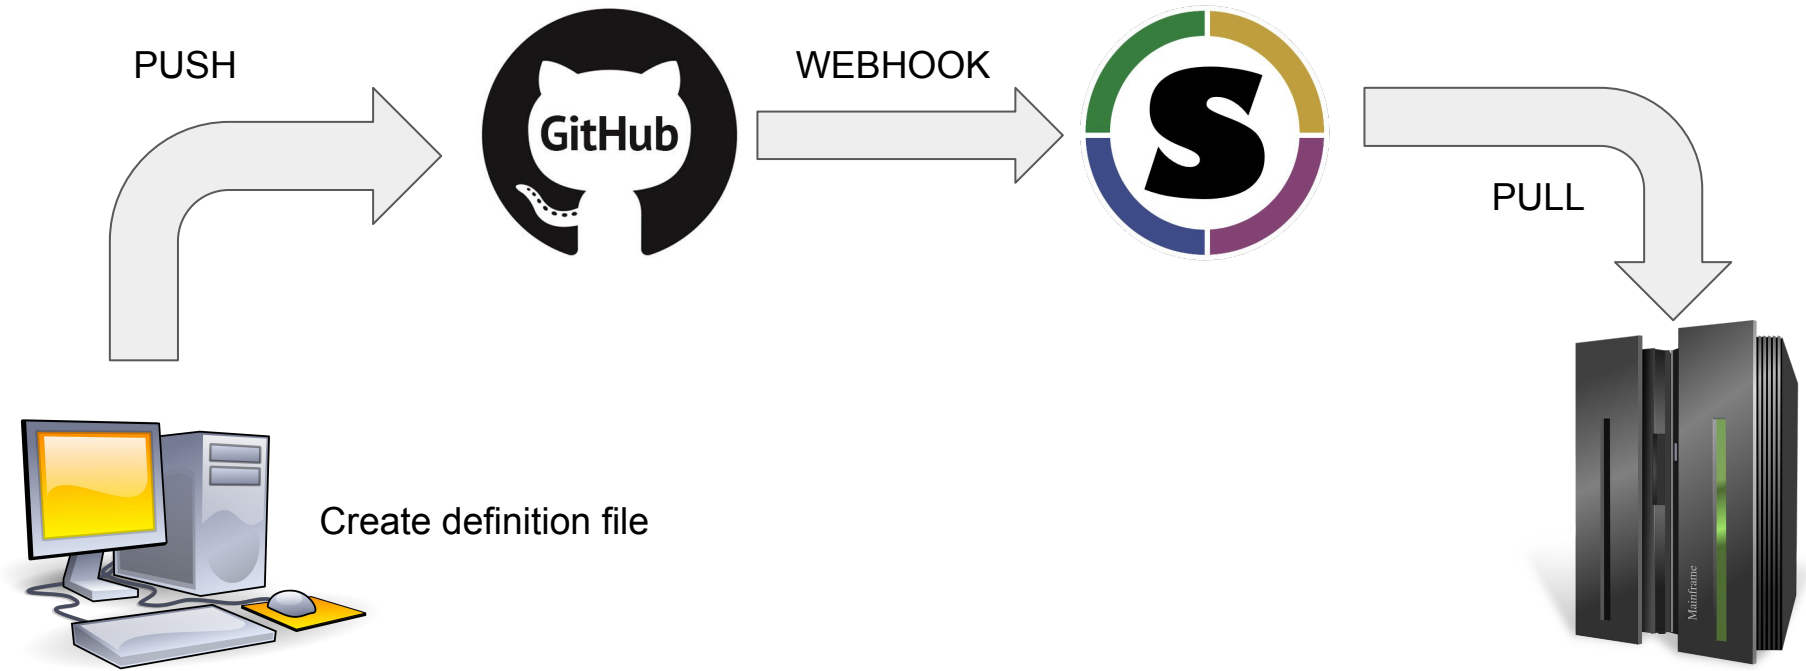 PUSH
GitHub
WEBHOOK
S
PULL
Create definition file
Mainframe